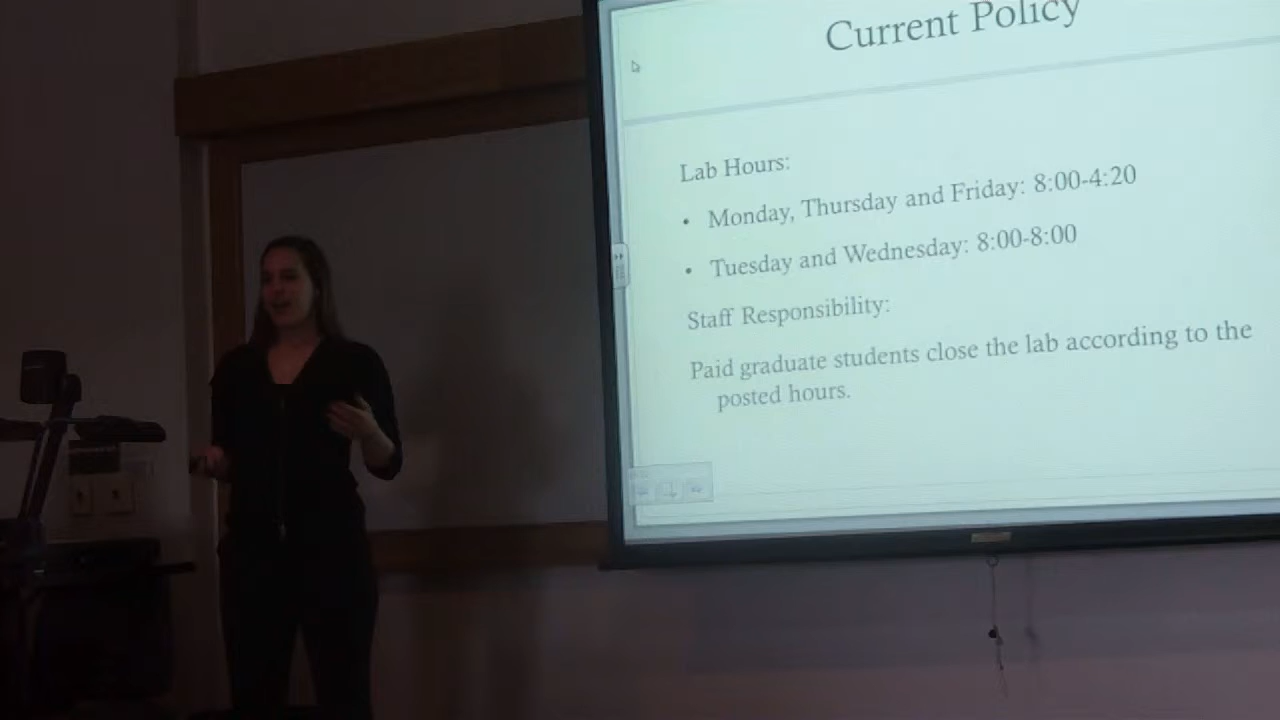 Current Policy
Lab Hours:
• Monday, Thursday and Friday: 8:00-4:20
• Tuesday and Wednesday: 8:00-8:00
Staff Responsibility:
Paid graduate students close the lab according to the
posted hours.